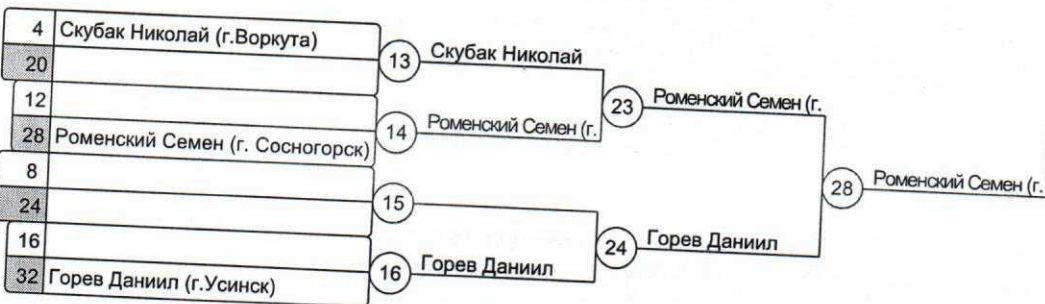 4 Скубак Николай (г.Воркута)
20
13 Скубак Николай
12
28 Роменский Семен (г. Сосногорск)
14 Роменский Семен (г.
23 Роменский Семен (г.
8
24
15
16
32 Горев Даниил (г.Усинск)
16 Горев Даниил
24 Горев Даниил
28 Роменский Семен (г.